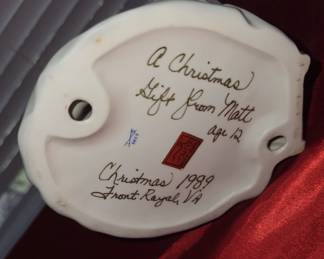 A Christmas
Gift from Matt
age 12
Christmas 1989
Front Royal, VA